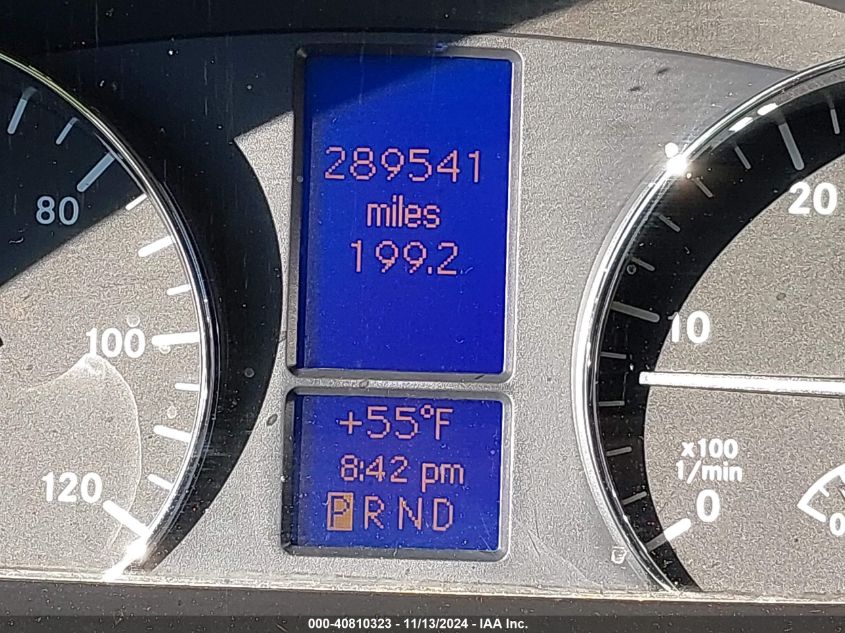 289541
miles
199.2
80
100
120
+55°F
8:42 pm
P R N D
20
10
x100
1/min
0
0
000-40810323 - 11/13/2024 - IAA Inc.